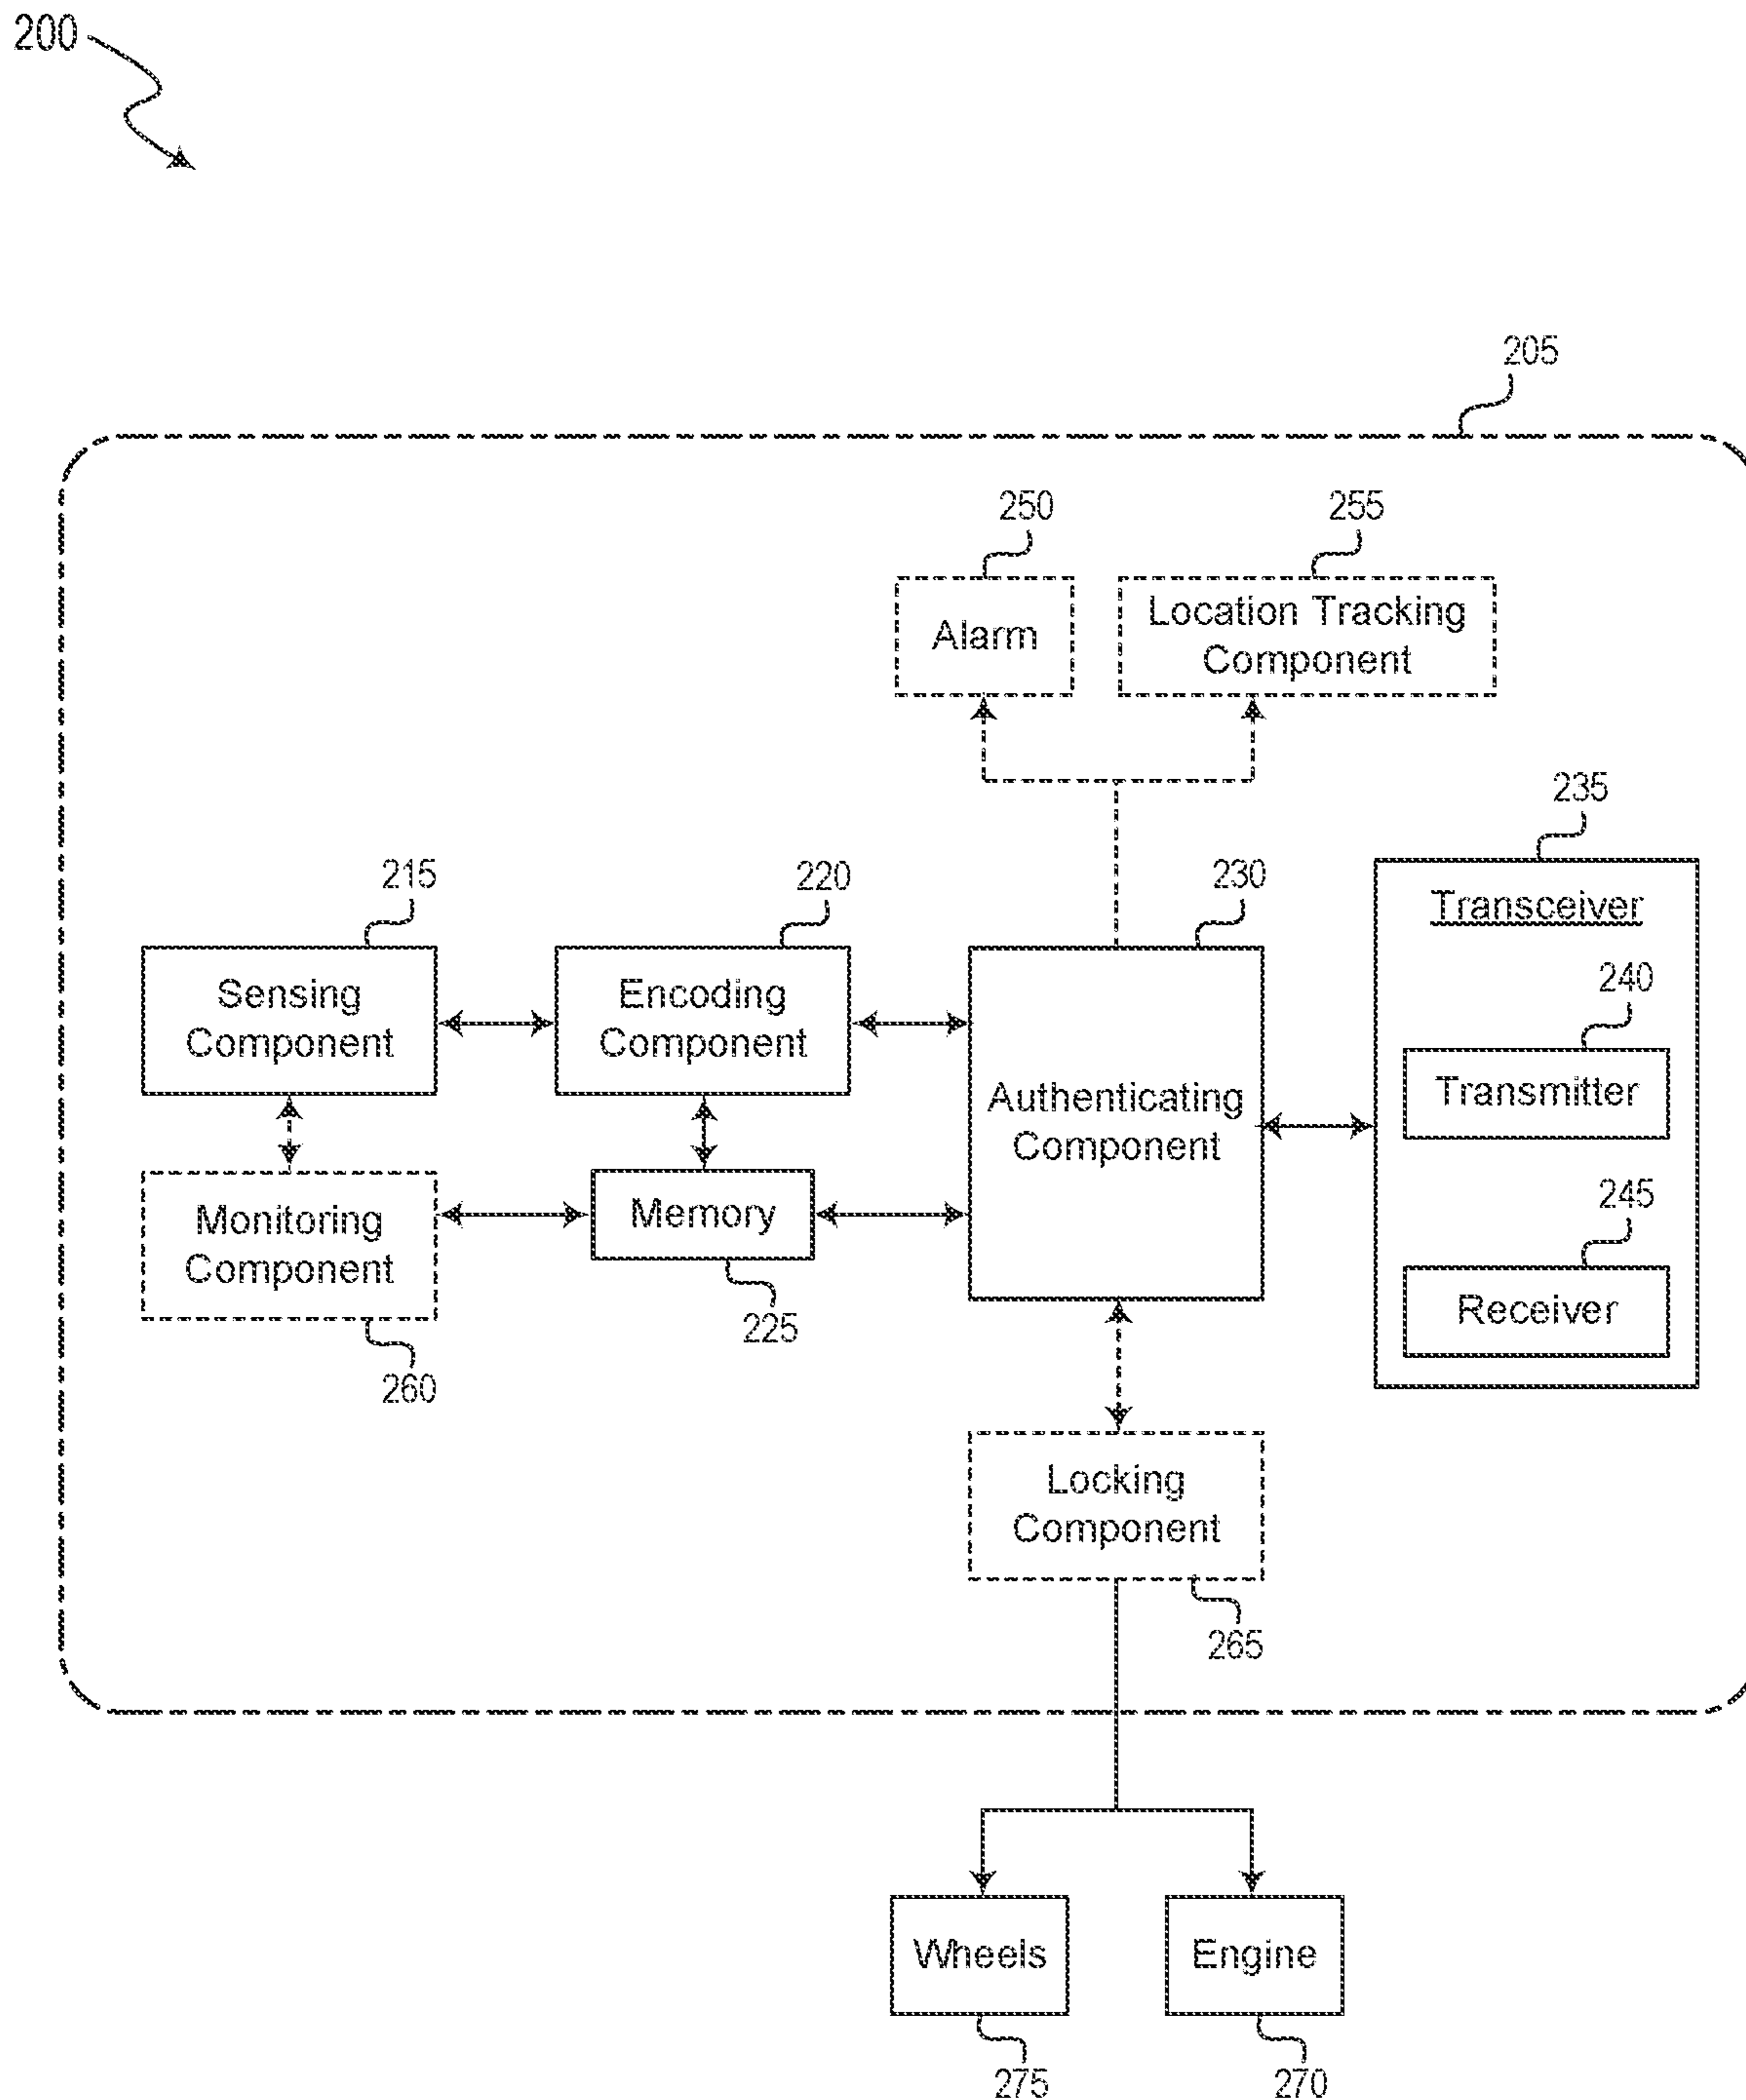 200
205
250
255
Alarm
Location Tracking
Component
235
215
220
230
Transceiver
Sensing
Component
Encoding
Component
240
Authenticating
Component
Transmitter
Monitoring
Component
Memory
245
225
Receiver
260
Locking
Component
265
Wheels
Engine
275
270